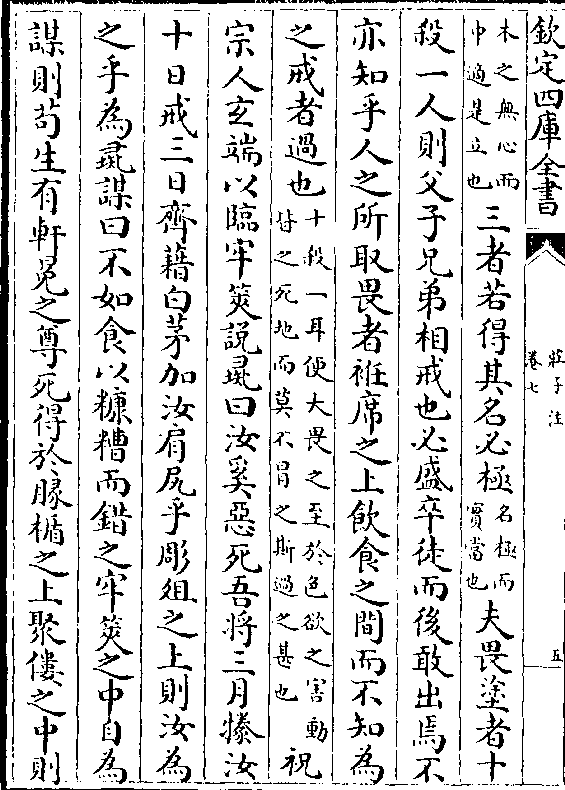 欽定四庫全書
莊子注
卷七
五
木之無心而中適是立也三者若得其名必極名極而實當也夫畏塗者十
殺一人則父子兄弟相戒也必盛卒徒而後敢出焉不
亦知乎人之所取畏者袵席之上飲食之間而不知為
之戒者過也十殺一耳便大畏之至於色欲之害動皆之死地而莫不冒之斯過之甚也祝
宗人玄端以臨牢筴說彘曰汝奚惡死吾將三月汝
十日戒三日齊藉白茅加汝肩尻乎彫俎之上則汝為
之乎為彘謀曰不如食以糠糟而錯之牢筴之中自為
謀則苟生有軒冕之尊死得於腞楯之上聚僂之中則